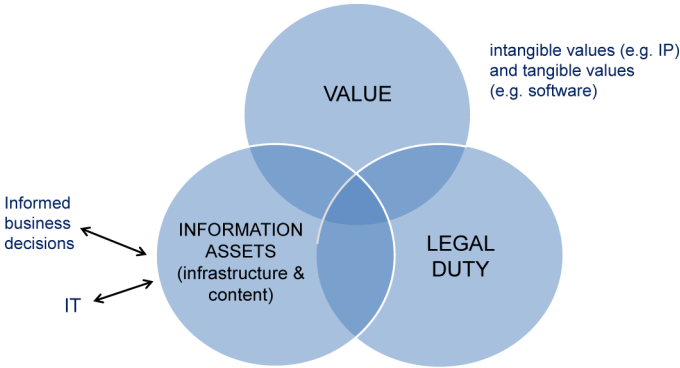 VALUE
intangible values (e.g. IP)
and tangible values
(e.g. software)
Informed
business
decisions
IT
INFORMATION
ASSETS
(infrastructure &
content)
LEGAL
DUTY